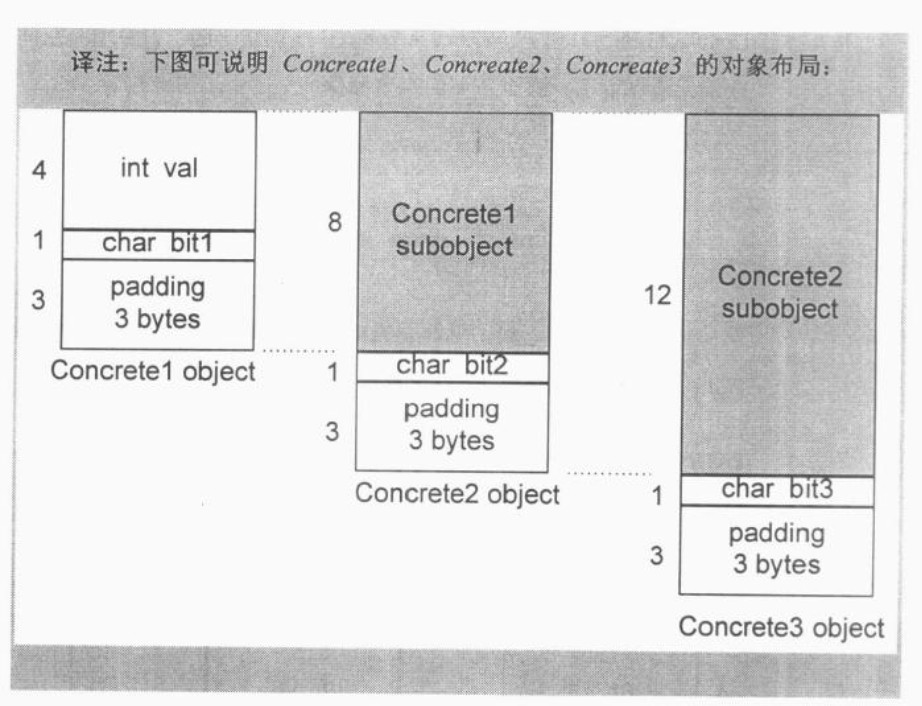 译注：下图可说明 Concreate1、Concreate2、Concreate3 的对象布局：
4
int val
1
char bit1
3
padding
3 bytes
Concrete1 object
8
Concrete1
subobject
1
char bit2
3
padding
3 bytes
Concrete2 object
12
Concrete2
subobject
1
char bit3
3
padding
3 bytes
Concrete3 object